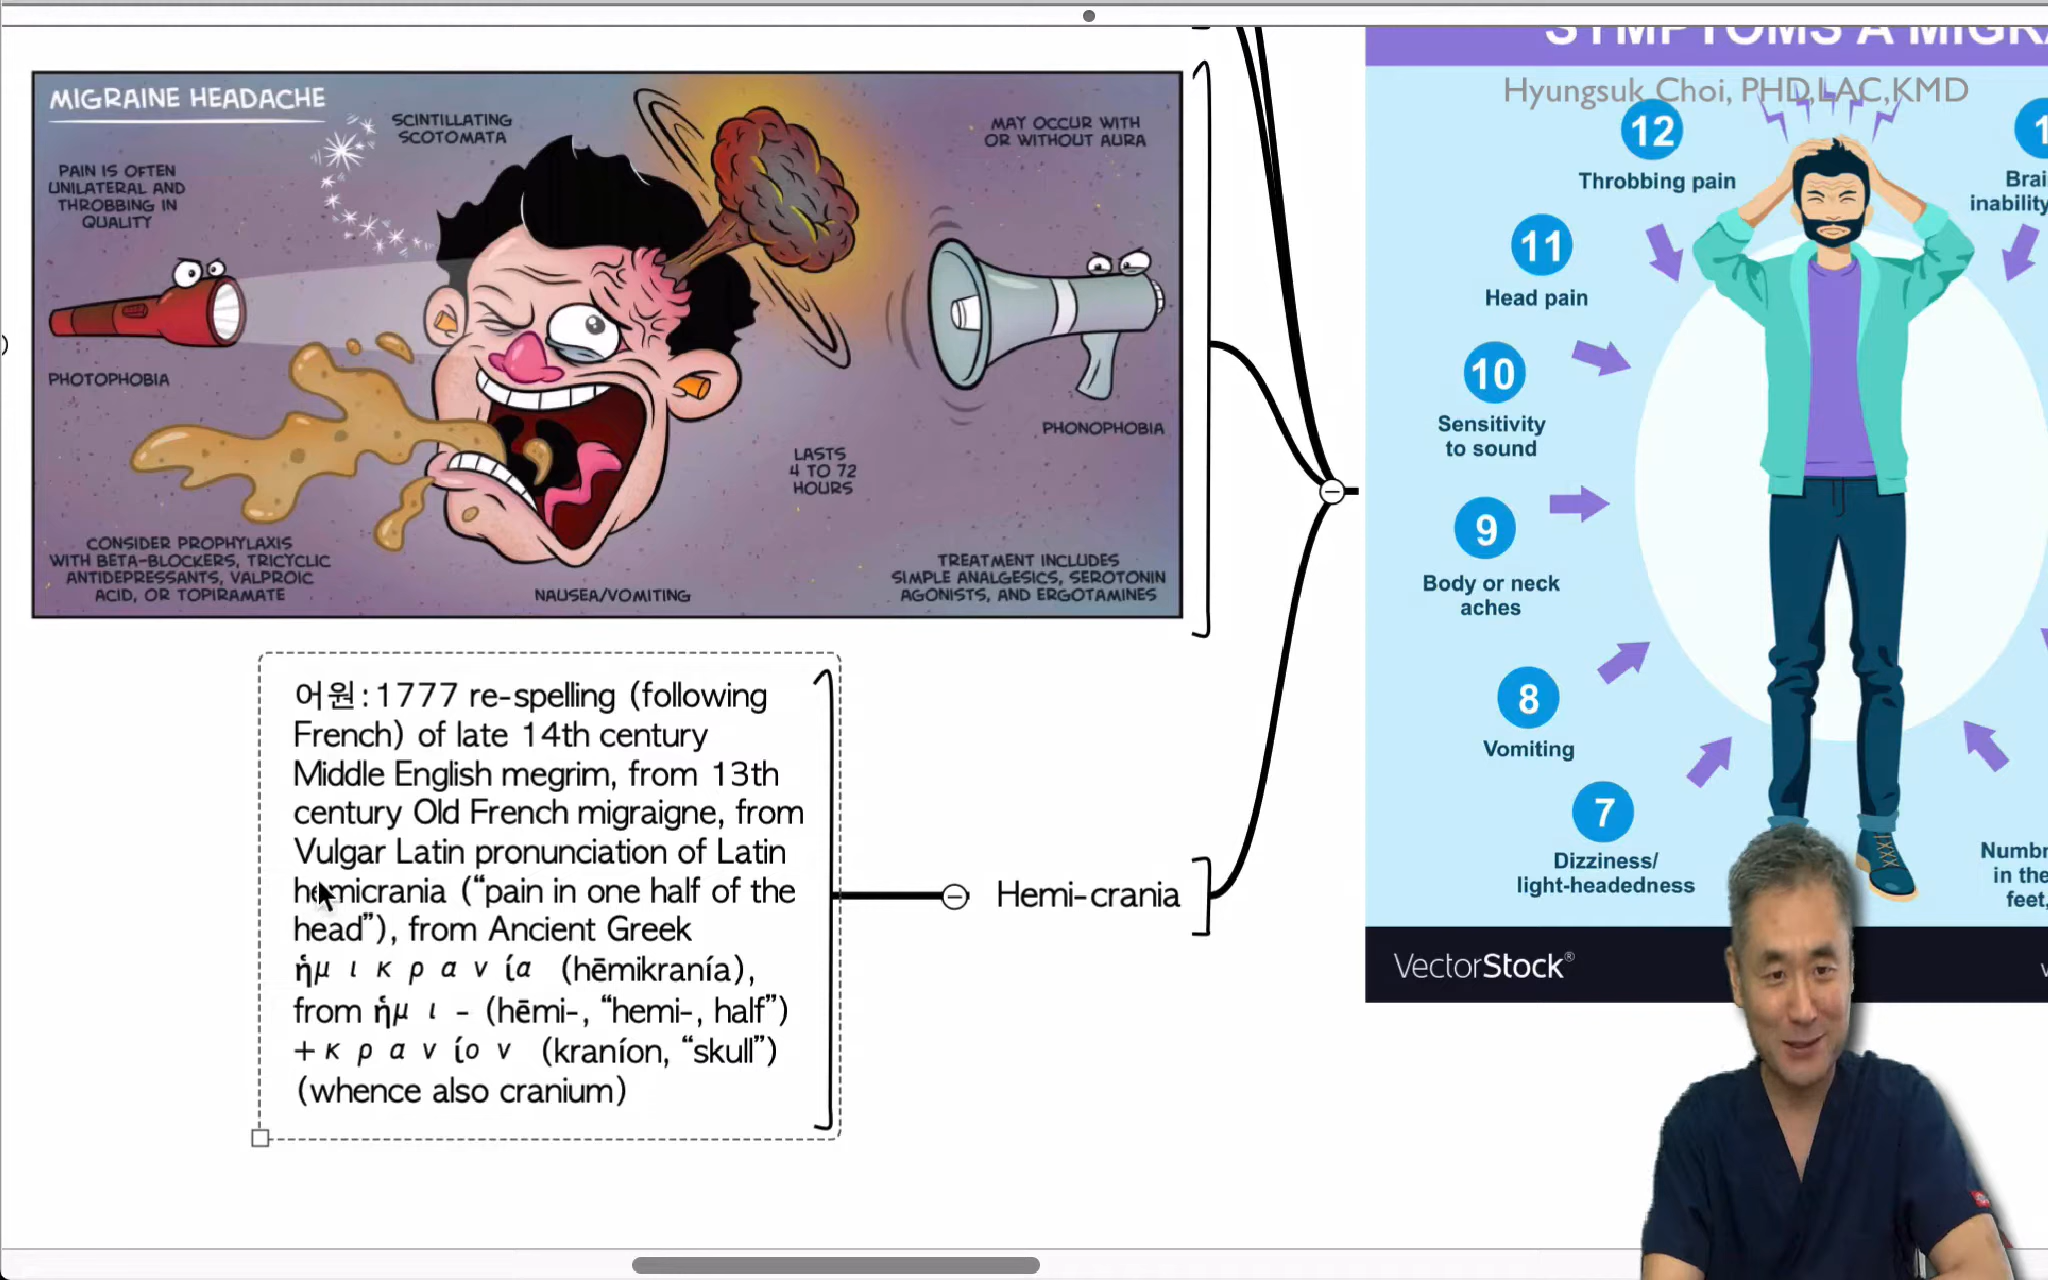 MIGRAINE HEADACHE
SCINTILLATING
SCOTOMATA
MAY OCCUR WITH
OR WITHOUT AURA
PAIN IS OFTEN
UNILATERAL AND
THROBBING IN
QUALITY
PHOTOPHOBIA
PHONOPHOBIA
LASTS
4 TO 72
HOURS
CONSIDER PROPHYLAXIS
WITH BETA-BLOCKERS, TRICYCLIC
ANTIDEPRESSANTS, VALPROIC
ACID, OR TOPIRAMATE
NAUSEA/VOMITING
TREATMENT INCLUDES
SIMPLE ANALGESICS, SEROTONIN
AGONISTS, AND ERGOTAMINES
어원: 1777 re-spelling (following
French) of late 14th century
Middle English megrim, from 13th
century Old French migraigne, from
Vulgar Latin pronunciation of Latin
hemicrania (“pain in one half of the
head”), from Ancient Greek
ἡμικρανία (hēmikranía),
from ἡμι- (hēmi-, “hemi-, half”)
+κρανίον (kraníon, “skull”)
(whence also cranium)
Hemi-crania
SYMPTOMS A
Hyungsuk Choi, PHD,LAC,KMD
12
Throbbing pain
11
Head pain
10
Sensitivity
to sound
9
Body or neck
aches
8
Vomiting
7
Dizziness/
light-headedness
inability
in the
feet,
VectorStock®